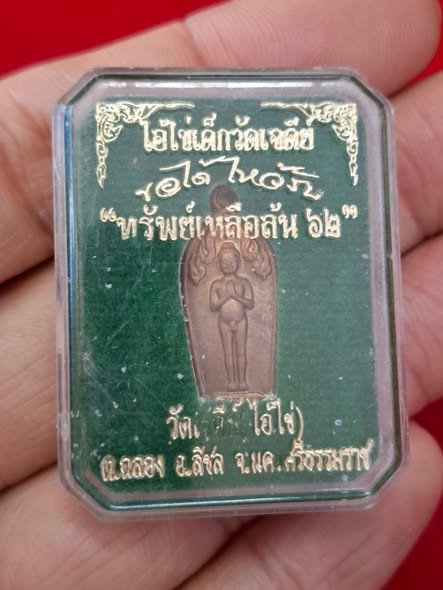 ไอ้ไข่เด็กวัดเจดีย์
ขอได้ ไหว้รับ
“ทรัพย์เหลือล้น ๖๒”
วัดเจดีย์ (ไอ้ไข่)
ต.ฉลอง อ.สิชล จ.นครศรีธรรมราช